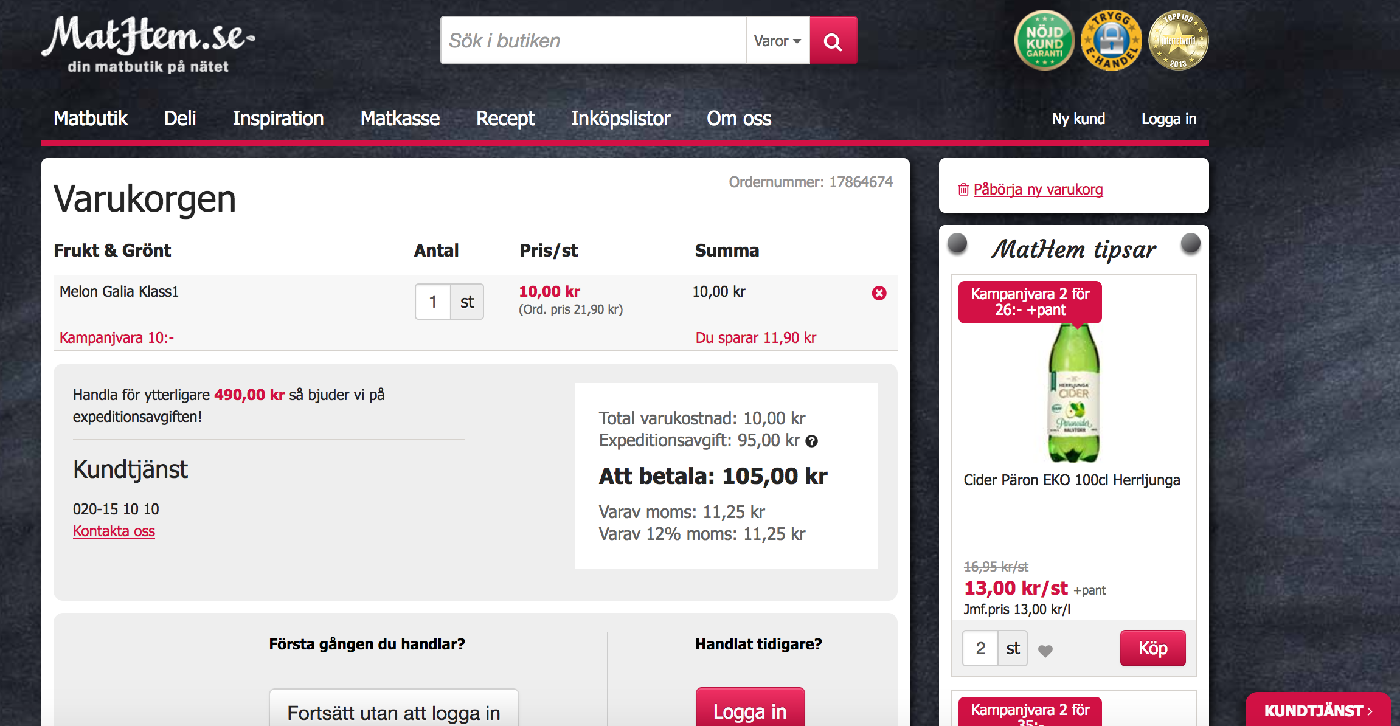 MatHem.se
din matbutik på nätet
Sök i butiken
Varor
NÖJD
KUND
GARANTI
TRYGG
E-HANDEL
TOPP 100
2013
Matbutik
Deli
Inspiration
Matkasse
Recept
Inköpslistor
Om oss
Ny kund
Logga in
Ordernummer: 17864674
Varukorgen
Frukt & Grönt
Antal
Pris/st
Summa
Melon Galia Klass1
1
st
10,00 kr
(Ord. pris 21,90 kr)
10,00 kr
Kampanjvara 10:-
Du sparar 11,90 kr
Handla för ytterligare 490,00 kr så bjuder vi på
expeditionsavgiften!
Kundtjänst
020-15 10 10
Kontakta oss
Total varukostnad: 10,00 kr
Expeditionsavgift: 95,00 kr ?
Att betala: 105,00 kr
Varav moms: 11,25 kr
Varav 12% moms: 11,25 kr
Första gången du handlar?
Fortsätt utan att logga in
Handlat tidigare?
Logga in
Påbörja ny varukorg
MatHem tipsar
Kampanjvara 2 för
26:- +pant
HERRLJUNGA
CIDER
Päroncider
Cider Päron EKO 100cl Herrljunga
16,95 kr/st
13,00 kr/st +pant
Jmf.pris 13,00 kr/l
2
st
Köp
Kampanjvara 2 för
35:-
KUNDTJÄNST ›